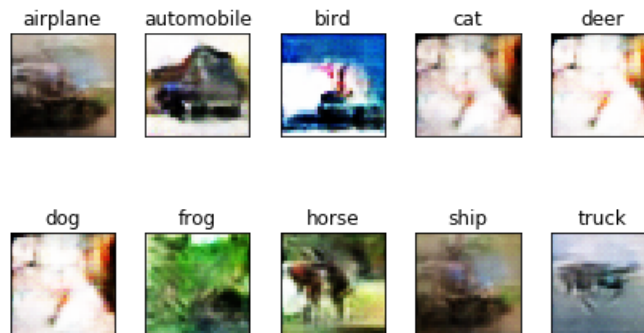 airplane automobile bird cat deer
dog frog horse ship truck